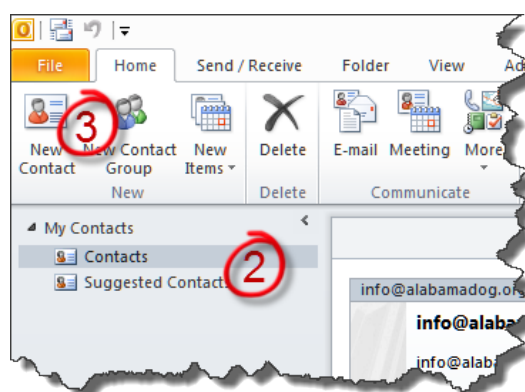 File Home Send / Receive Folder View
3
New Contact New Contact Group New Items Delete E-mail Meeting More
New Delete Communicate
My Contacts
Contacts
2
Suggested Contacts
info@alabamadog.org
info@alaba
info@alaba